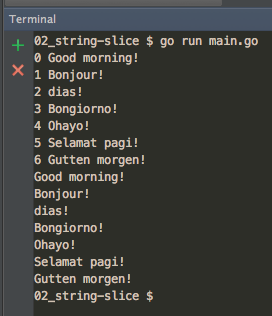 Terminal
02_string-slice $ go run main.go
0 Good morning!
1 Bonjour!
2 dias!
3 Bongiorno!
4 Ohayo!
5 Selamat pagi!
6 Gutten morgen!
Good morning!
Bonjour!
dias!
Bongiorno!
Ohayo!
Selamat pagi!
Gutten morgen!
02_string-slice $